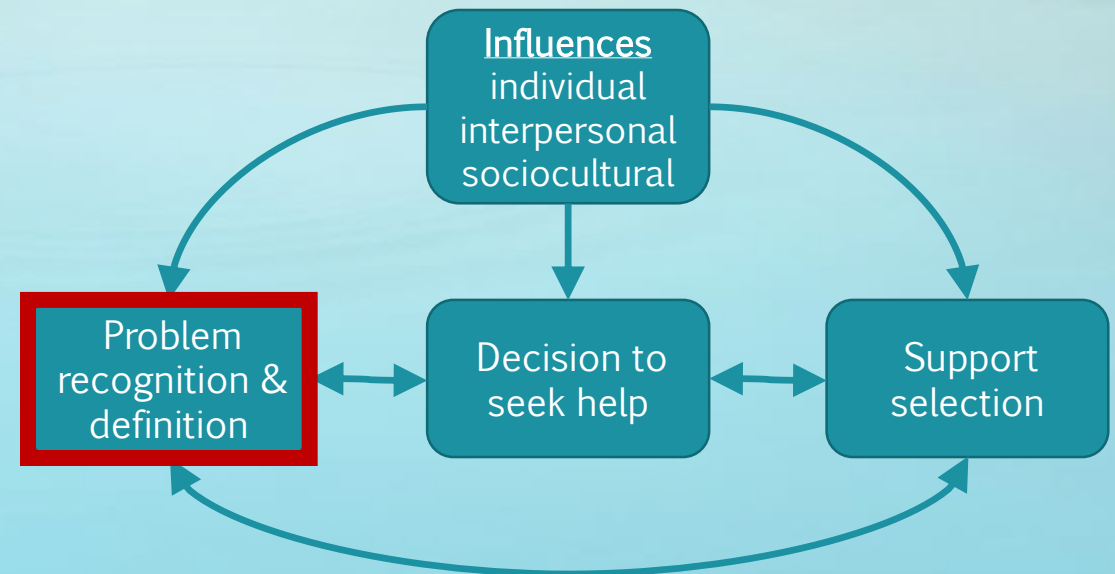 Influences
individual
interpersonal
sociocultural
Problem
recognition &
definition
Decision to
seek help
Support
selection